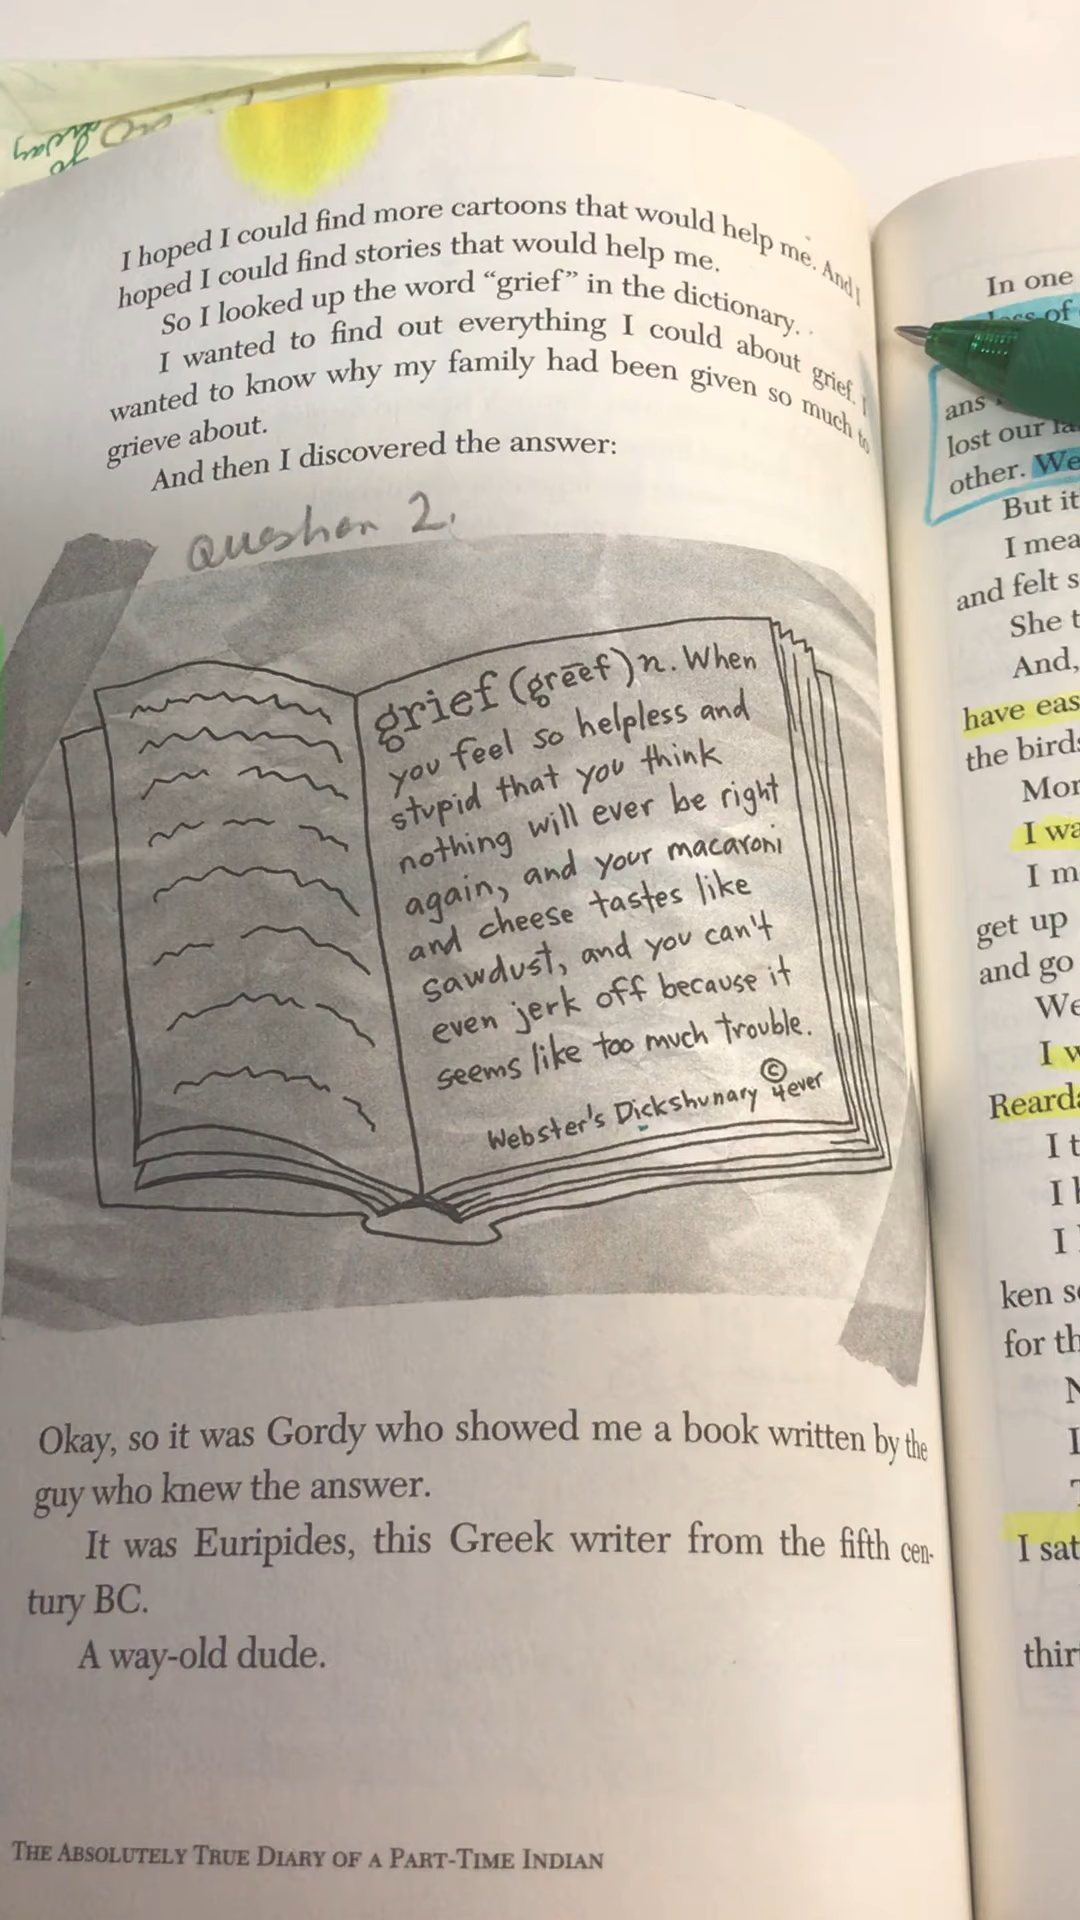 I hoped I could find more cartoons that would help me. And I
hoped I could find stories that would help me.
So I looked up the word “grief” in the dictionary.
I wanted to find out everything I could about grief. I
wanted to know why my family had been given so much to
grieve about.
And then I discovered the answer:
Question 2.
grief (grēef) n. When
you feel so helpless and
stupid that you think
nothing will ever be right
again, and your macaroni
and cheese tastes like
sawdust, and you can't
even jerk off because it
seems like too much trouble.
Webster's Dickshunary © 4ever
Okay, so it was Gordy who showed me a book written by the
guy who knew the answer.
It was Euripides, this Greek writer from the fifth cen-
tury BC.
A way-old dude.
THE ABSOLUTELY TRUE DIARY OF A PART-TIME INDIAN
In one
of
ans
lost our
other. We
But it
I mea
and felt s
She t
And,
have eas
the birds
Mor
I wa
I m
get up
and go
We
I w
Reard
I t
I
I
ken s
for th
I sat
thir